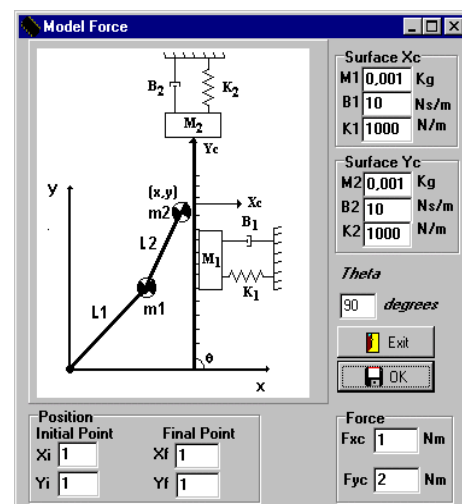 Model Force
B2
K2
M2
Yc
y
(x,y)
m2
Xc
B1
L2
M1
K1
L1
m1
θ
x
Surface Xc
M1 0,001 Kg
B1 10 Ns/m
K1 1000 N/m
Surface Yc
M2 0,001 Kg
B2 10 Ns/m
K2 1000 N/m
Theta
90 degrees
Exit
OK
Position
Initial Point Final Point
Xi 1 Xf 1
Yi 1 Yf 1
Force
Fxc 1 Nm
Fyc 2 Nm